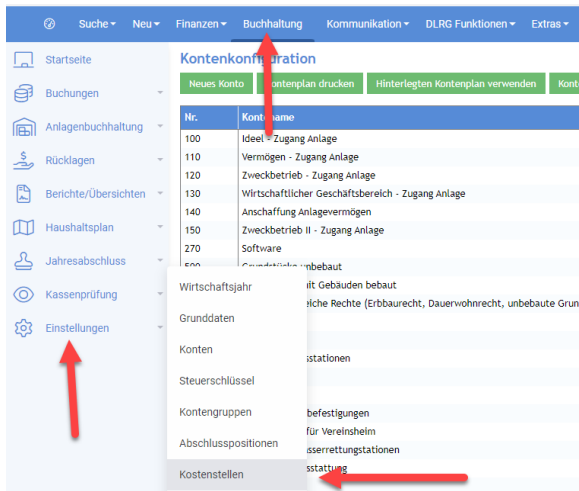 Suche Neu Finanzen Buchhaltung Kommunikation DLRG Funktionen Extras
Startseite
Buchungen
Anlagenbuchhaltung
Rücklagen
Berichte/Übersichten
Haushaltsplan
Jahresabschluss
Kassenprüfung
Einstellungen
Kontenkonfiguration
Neues Konto Kontenplan drucken Hinterlegten Kontenplan verwenden
Nr. Kontoname
100 Ideel - Zugang Anlage
110 Vermögen - Zugang Anlage
120 Zweckbetrieb - Zugang Anlage
130 Wirtschaftlicher Geschäftsbereich - Zugang Anlage
140 Anschaffung Anlagevermögen
150 Zweckbetrieb II - Zugang Anlage
270 Software
unbebaut
mit Gebäuden bebaut
eiche Rechte (Erbbaurecht, Dauerwohnrecht, unbebaute Grun
sstationen
befestigungen
für Vereinsheim
sserrettungstationen
sstattung
Wirtschaftsjahr
Grunddaten
Konten
Steuerschlüssel
Kontengruppen
Abschlusspositionen
Kostenstellen